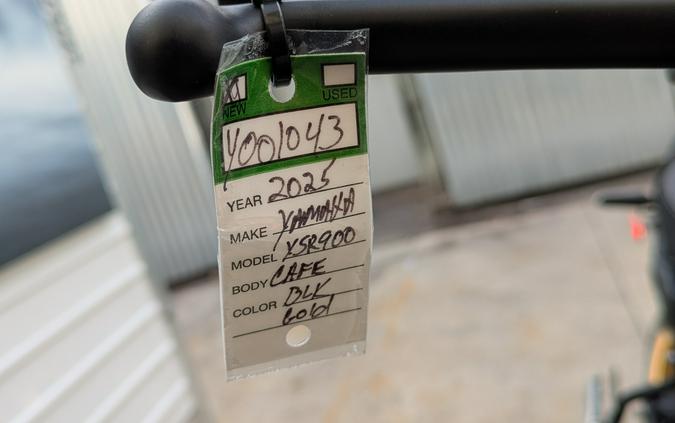 NEW USED
Y001043
YEAR 2025
MAKE YAMAHA
MODEL XSR900
BODY CAFE
COLOR BLK
Gold